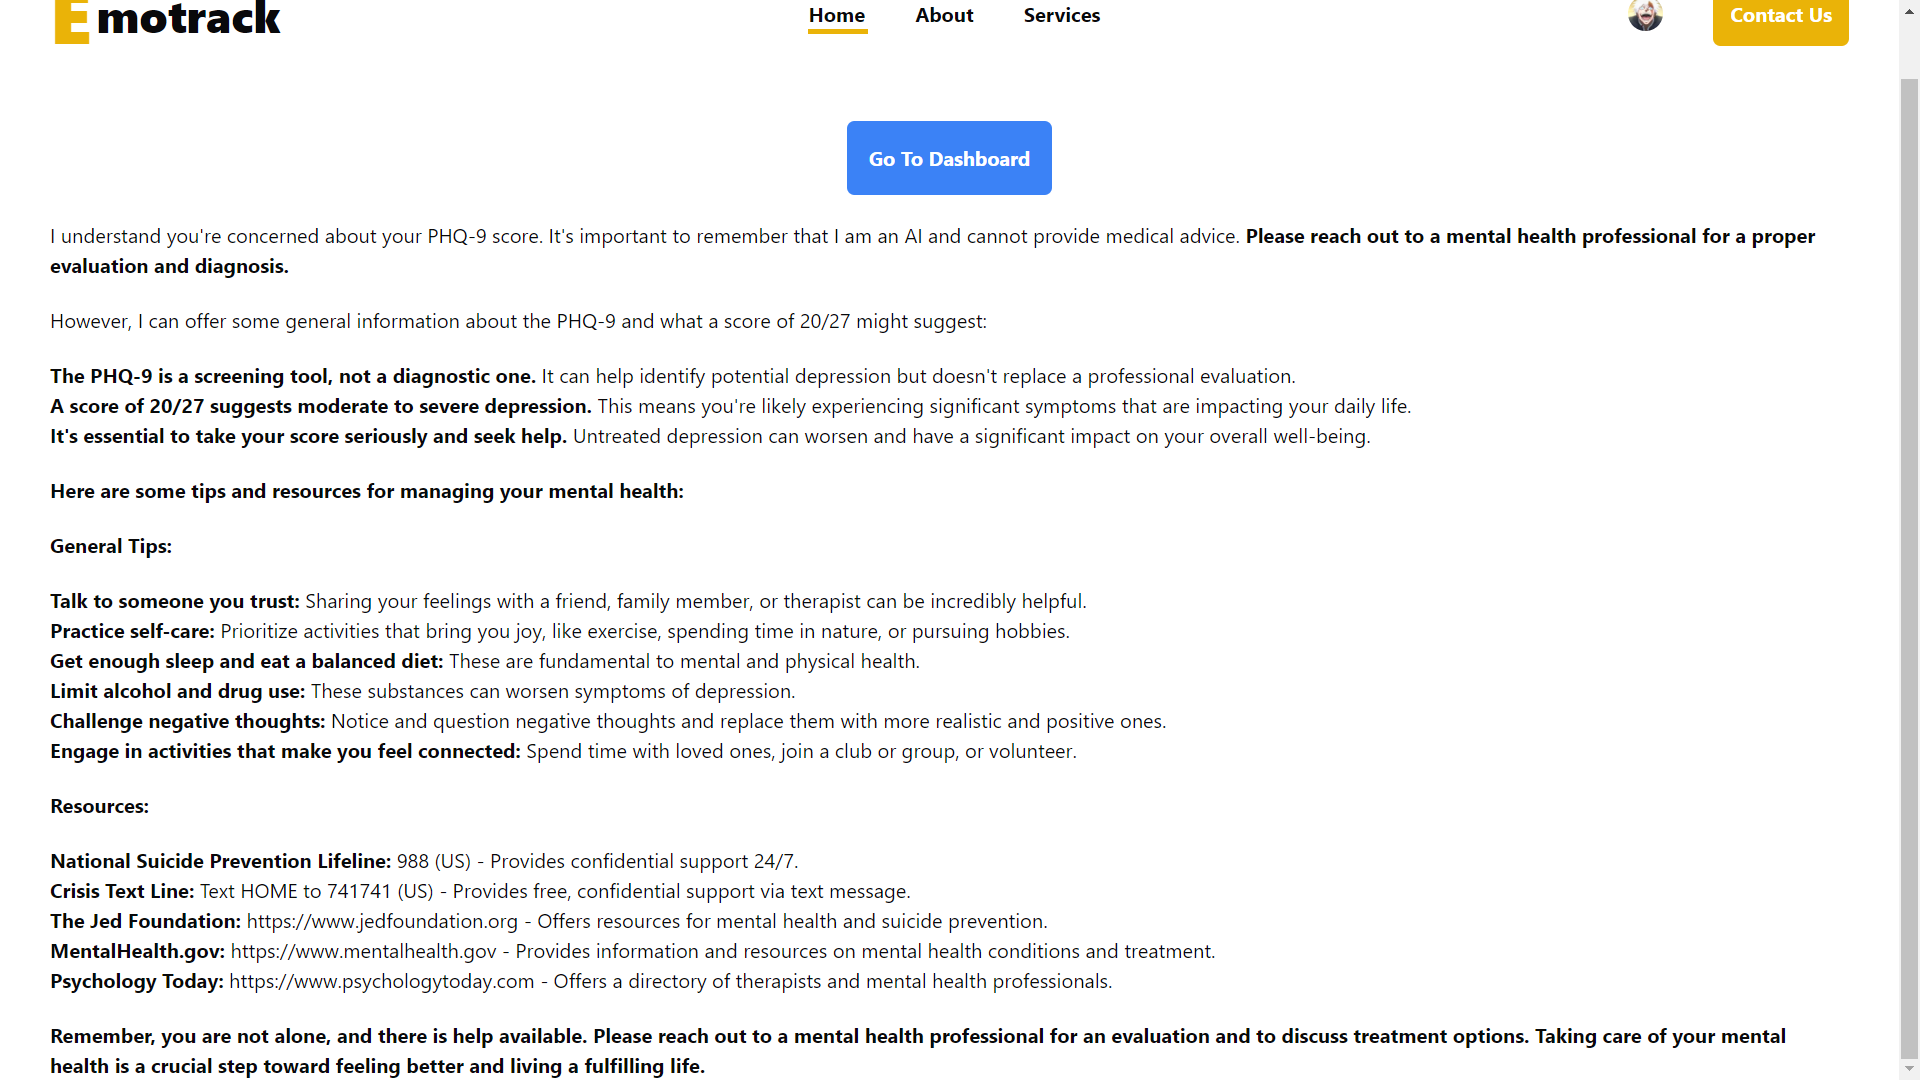 Emotrack
Home About Services
Contact Us
Go To Dashboard
I understand you're concerned about your PHQ-9 score. It's important to remember that I am an AI and cannot provide medical advice. Please reach out to a mental health professional for a proper
evaluation and diagnosis.
However, I can offer some general information about the PHQ-9 and what a score of 20/27 might suggest:
The PHQ-9 is a screening tool, not a diagnostic one. It can help identify potential depression but doesn't replace a professional evaluation.
A score of 20/27 suggests moderate to severe depression. This means you're likely experiencing significant symptoms that are impacting your daily life.
It's essential to take your score seriously and seek help. Untreated depression can worsen and have a significant impact on your overall well-being.
Here are some tips and resources for managing your mental health:
General Tips:
Talk to someone you trust: Sharing your feelings with a friend, family member, or therapist can be incredibly helpful.
Practice self-care: Prioritize activities that bring you joy, like exercise, spending time in nature, or pursuing hobbies.
Get enough sleep and eat a balanced diet: These are fundamental to mental and physical health.
Limit alcohol and drug use: These substances can worsen symptoms of depression.
Challenge negative thoughts: Notice and question negative thoughts and replace them with more realistic and positive ones.
Engage in activities that make you feel connected: Spend time with loved ones, join a club or group, or volunteer.
Resources:
National Suicide Prevention Lifeline: 988 (US) - Provides confidential support 24/7.
Crisis Text Line: Text HOME to 741741 (US) - Provides free, confidential support via text message.
The Jed Foundation: https://www.jedfoundation.org - Offers resources for mental health and suicide prevention.
MentalHealth.gov: https://www.mentalhealth.gov - Provides information and resources on mental health conditions and treatment.
Psychology Today: https://www.psychologytoday.com - Offers a directory of therapists and mental health professionals.
Remember, you are not alone, and there is help available. Please reach out to a mental health professional for an evaluation and to discuss treatment options. Taking care of your mental
health is a crucial step toward feeling better and living a fulfilling life.